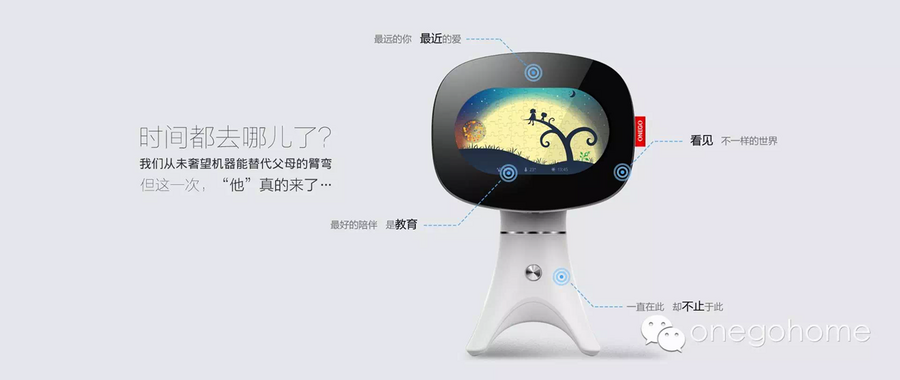 最远的你 最近的爱
时间都去哪儿了?
我们从未奢望机器能替代父母的臂弯
但这一次，“他”真的来了…
ONEGO
看见 不一样的世界
最好的陪伴 是教育
一直在此 却不止于此
onegohome